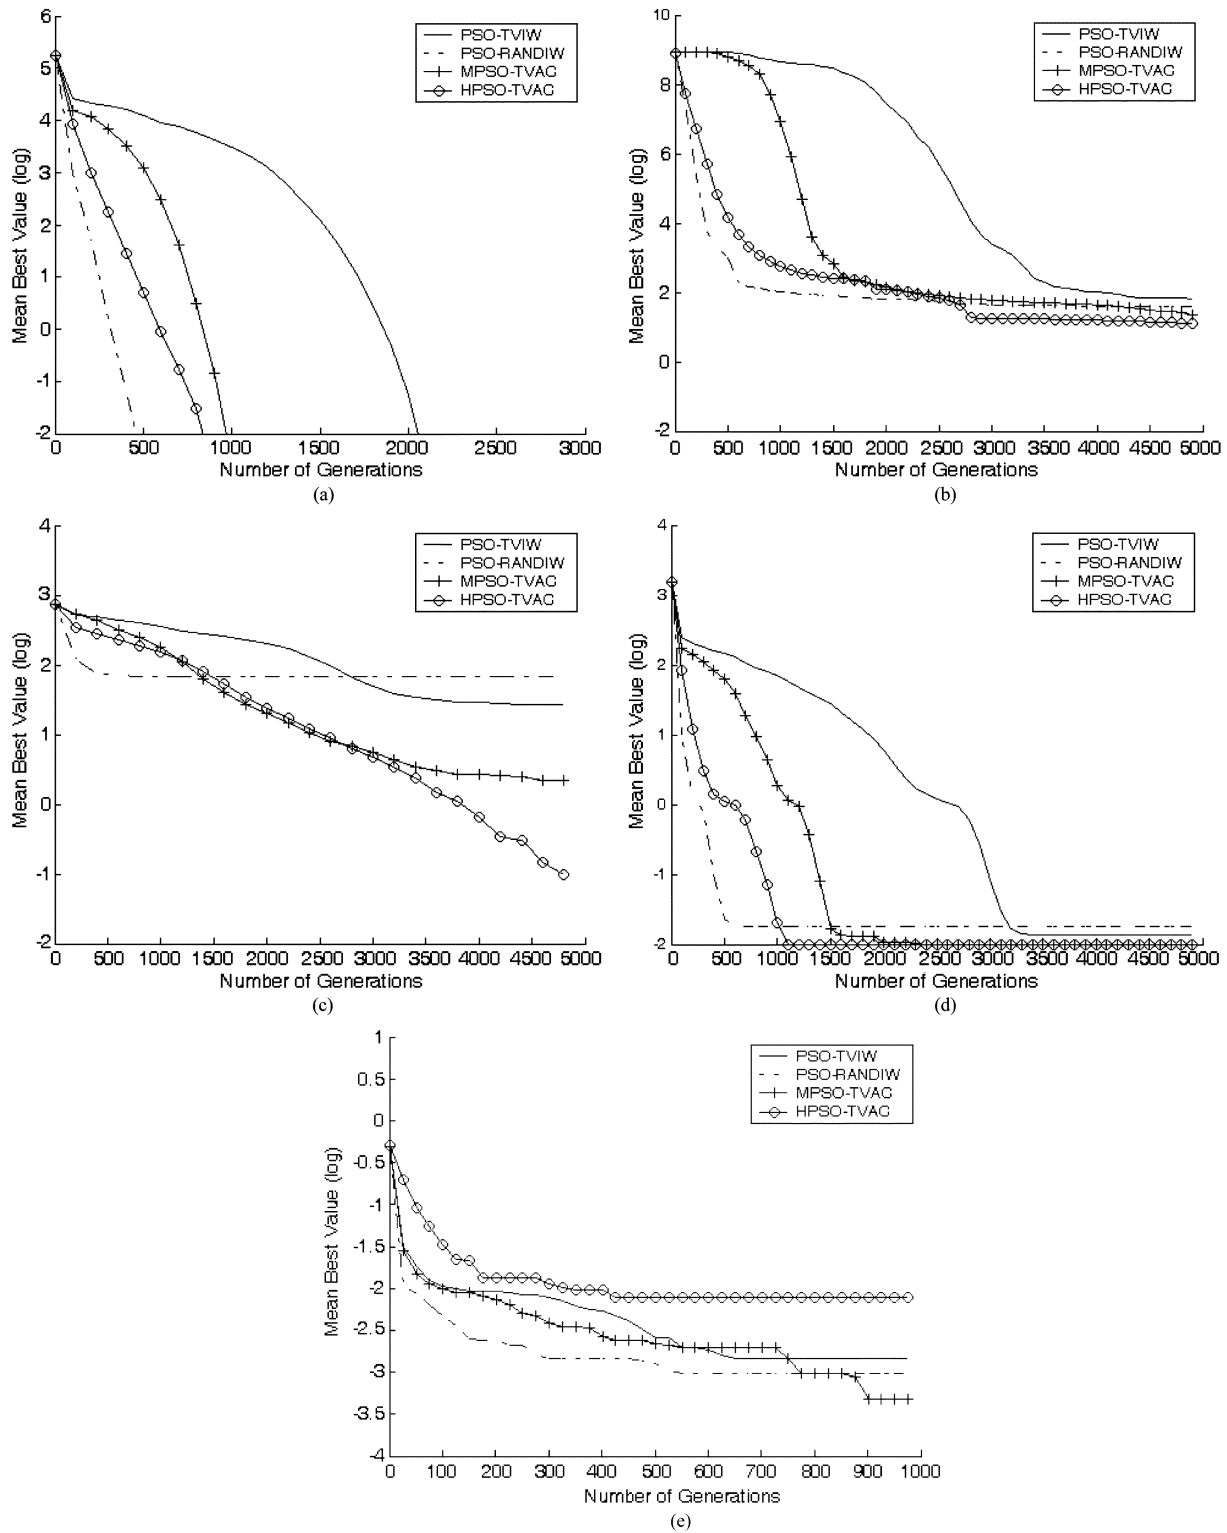 6
5
4
3
2
1
0
-1
-2
Mean Best Value (log)
PSO-TVIW
PSO-RANDIW
MPSO-TVAC
HPSO-TVAC
0 500 1000 1500 2000 2500 3000
Number of Generations
(a)
10
8
6
4
2
0
-2
Mean Best Value (log)
PSO-TVIW
PSO-RANDIW
MPSO-TVAC
HPSO-TVAC
0 500 1000 1500 2000 2500 3000 3500 4000 4500 5000
Number of Generations
(b)
4
3
2
1
0
-1
-2
Mean Best Value (log)
PSO-TVIW
PSO-RANDIW
MPSO-TVAC
HPSO-TVAC
0 500 1000 1500 2000 2500 3000 3500 4000 4500 5000
Number of Generations
(c)
4
3
2
1
0
-1
-2
Mean Best Value (log)
PSO-TVIW
PSO-RANDIW
MPSO-TVAC
HPSO-TVAC
0 500 1000 1500 2000 2500 3000 3500 4000 4500 5000
Number of Generations
(d)
1
0.5
0
-0.5
-1
-1.5
-2
-2.5
-3
-3.5
-4
Mean Best Value (log)
PSO-TVIW
PSO-RANDIW
MPSO-TVAC
HPSO-TVAC
0 100 200 300 400 500 600 700 800 900 1000
Number of Generations
(e)